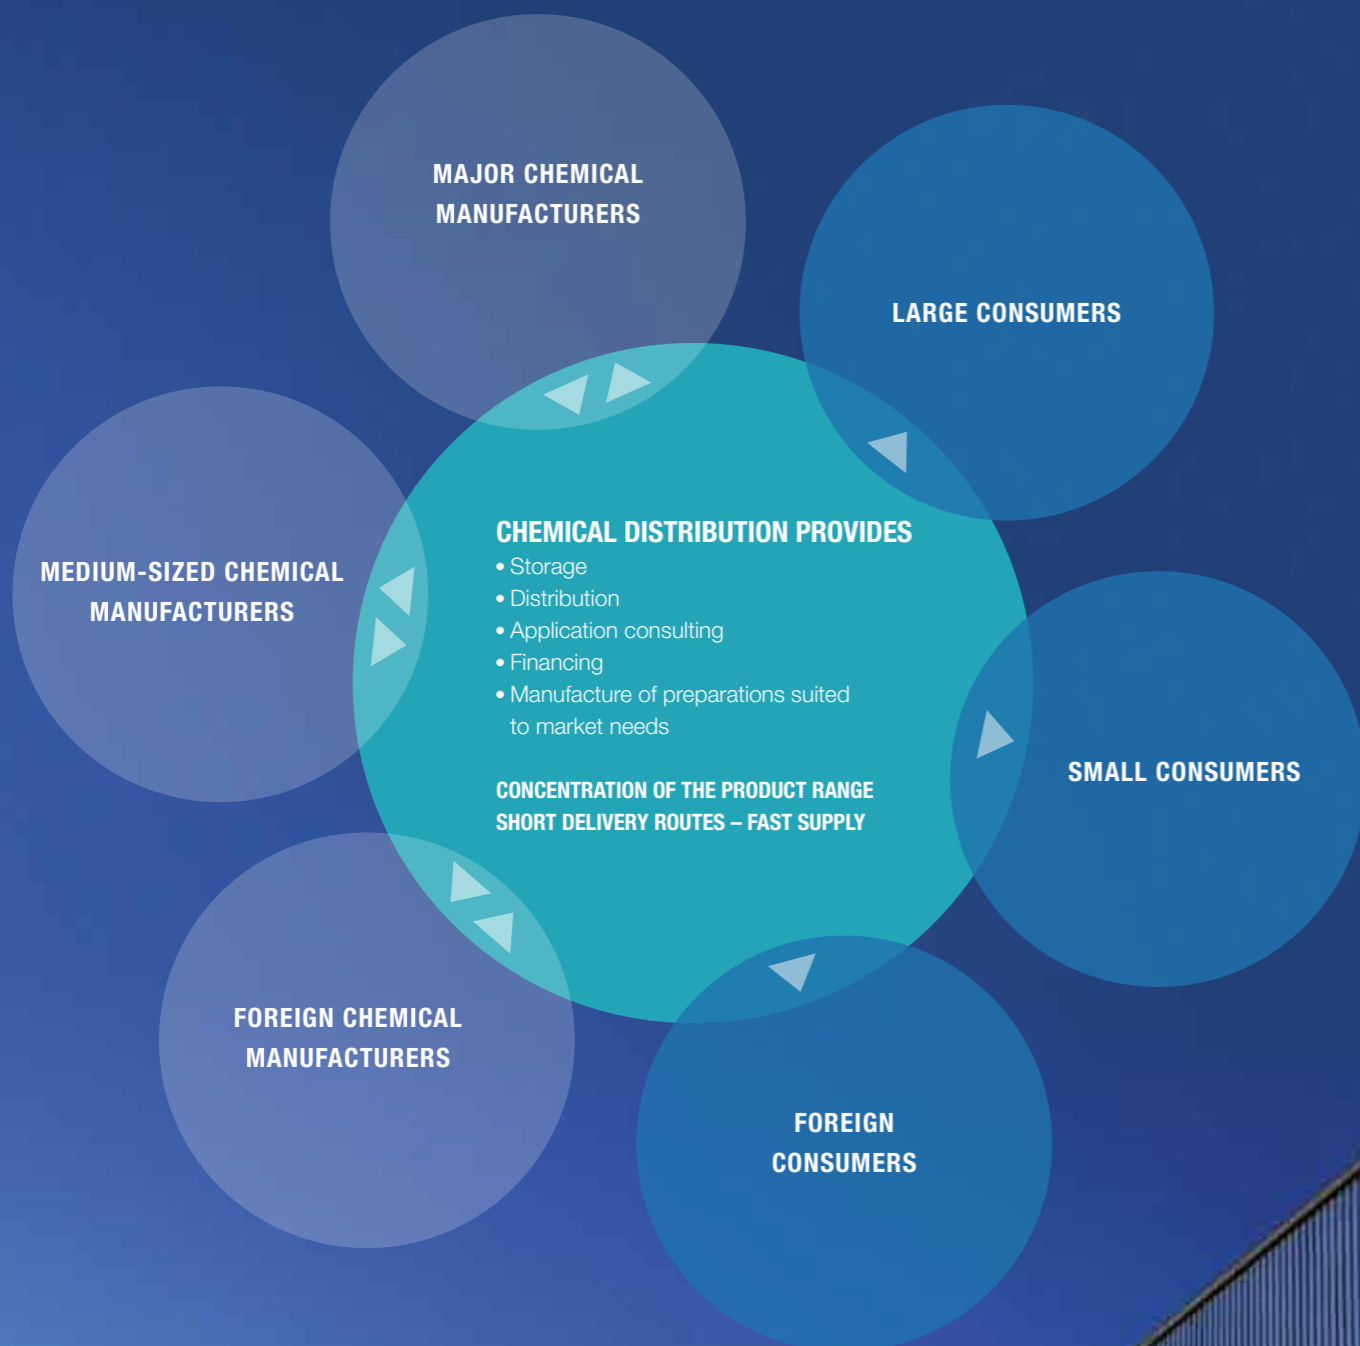 MAJOR CHEMICAL
MANUFACTURERS
LARGE CONSUMERS
MEDIUM-SIZED CHEMICAL
MANUFACTURERS
CHEMICAL DISTRIBUTION PROVIDES
• Storage
• Distribution
• Application consulting
• Financing
• Manufacture of preparations suited
to market needs
CONCENTRATION OF THE PRODUCT RANGE
SHORT DELIVERY ROUTES – FAST SUPPLY
SMALL CONSUMERS
FOREIGN CHEMICAL
MANUFACTURERS
FOREIGN
CONSUMERS